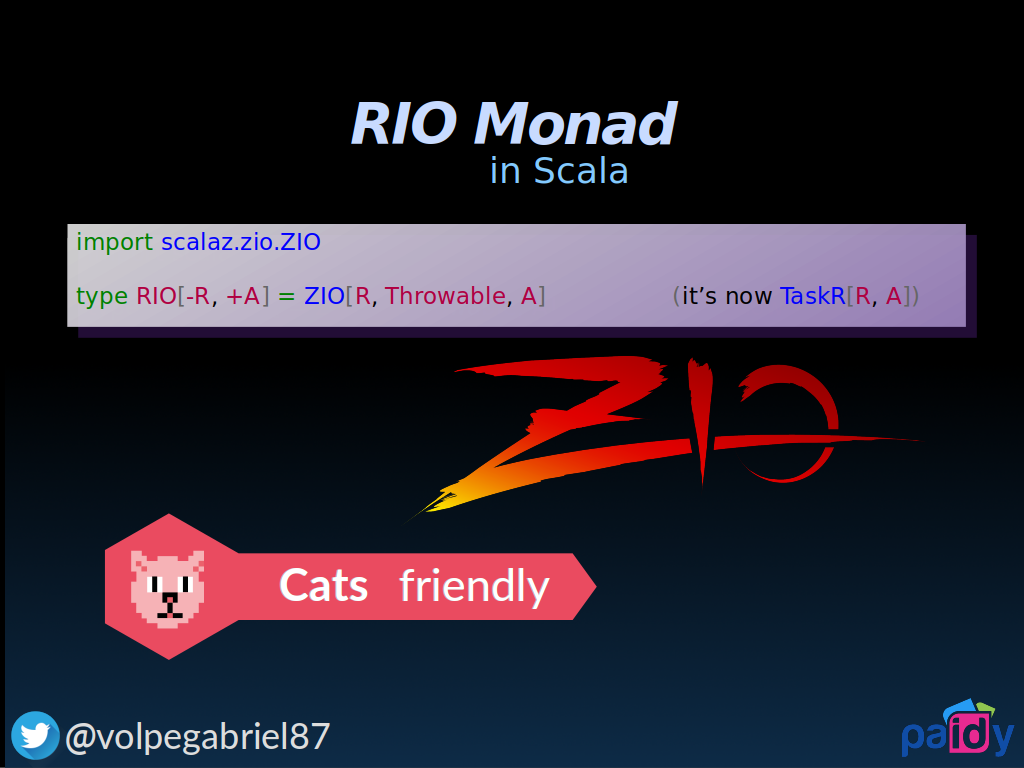 RIO Monad
in Scala
import scalaz.zio.ZIO
type RIO[-R, +A] = ZIO[R, Throwable, A] (it’s now TaskR[R, A])
ZIO
Cats friendly
@volpegabriel87
paidy